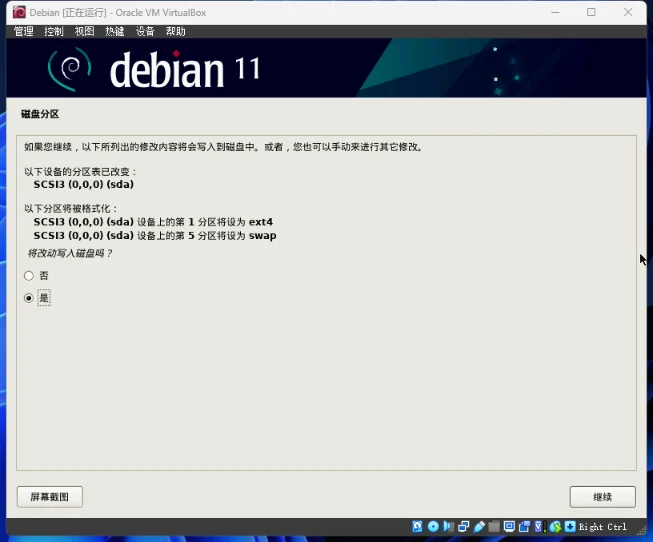 Debian [正在运行] - Oracle VM VirtualBox
管理 控制 视图 热键 设备 帮助
debian 11
磁盘分区
如果您继续，以下所列出的修改内容将会写入到磁盘中。或者，您也可以手动来进行其它修改。
以下设备的分区表已改变：
SCSI3 (0,0,0) (sda)
以下分区将被格式化：
SCSI3 (0,0,0) (sda) 设备上的第 1 分区将设为 ext4
SCSI3 (0,0,0) (sda) 设备上的第 5 分区将设为 swap
将改动写入磁盘吗？
否
是
屏幕截图 继续
Right Ctrl